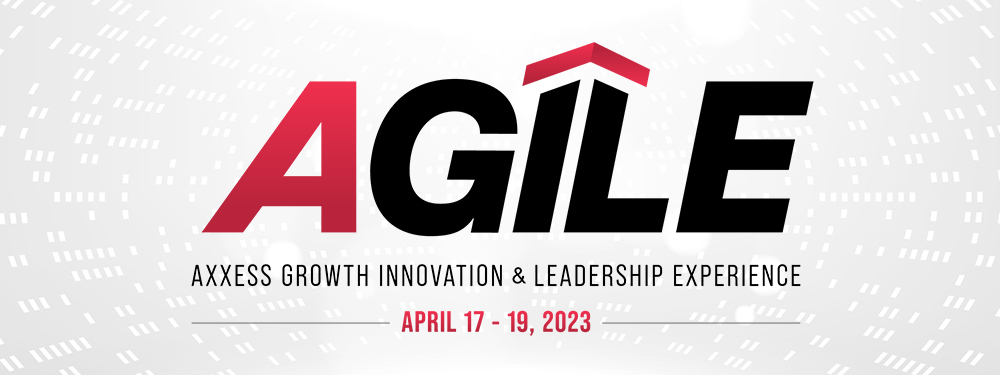 AGILE
AXXESS GROWTH INNOVATION & LEADERSHIP EXPERIENCE
APRIL 17 - 19, 2023